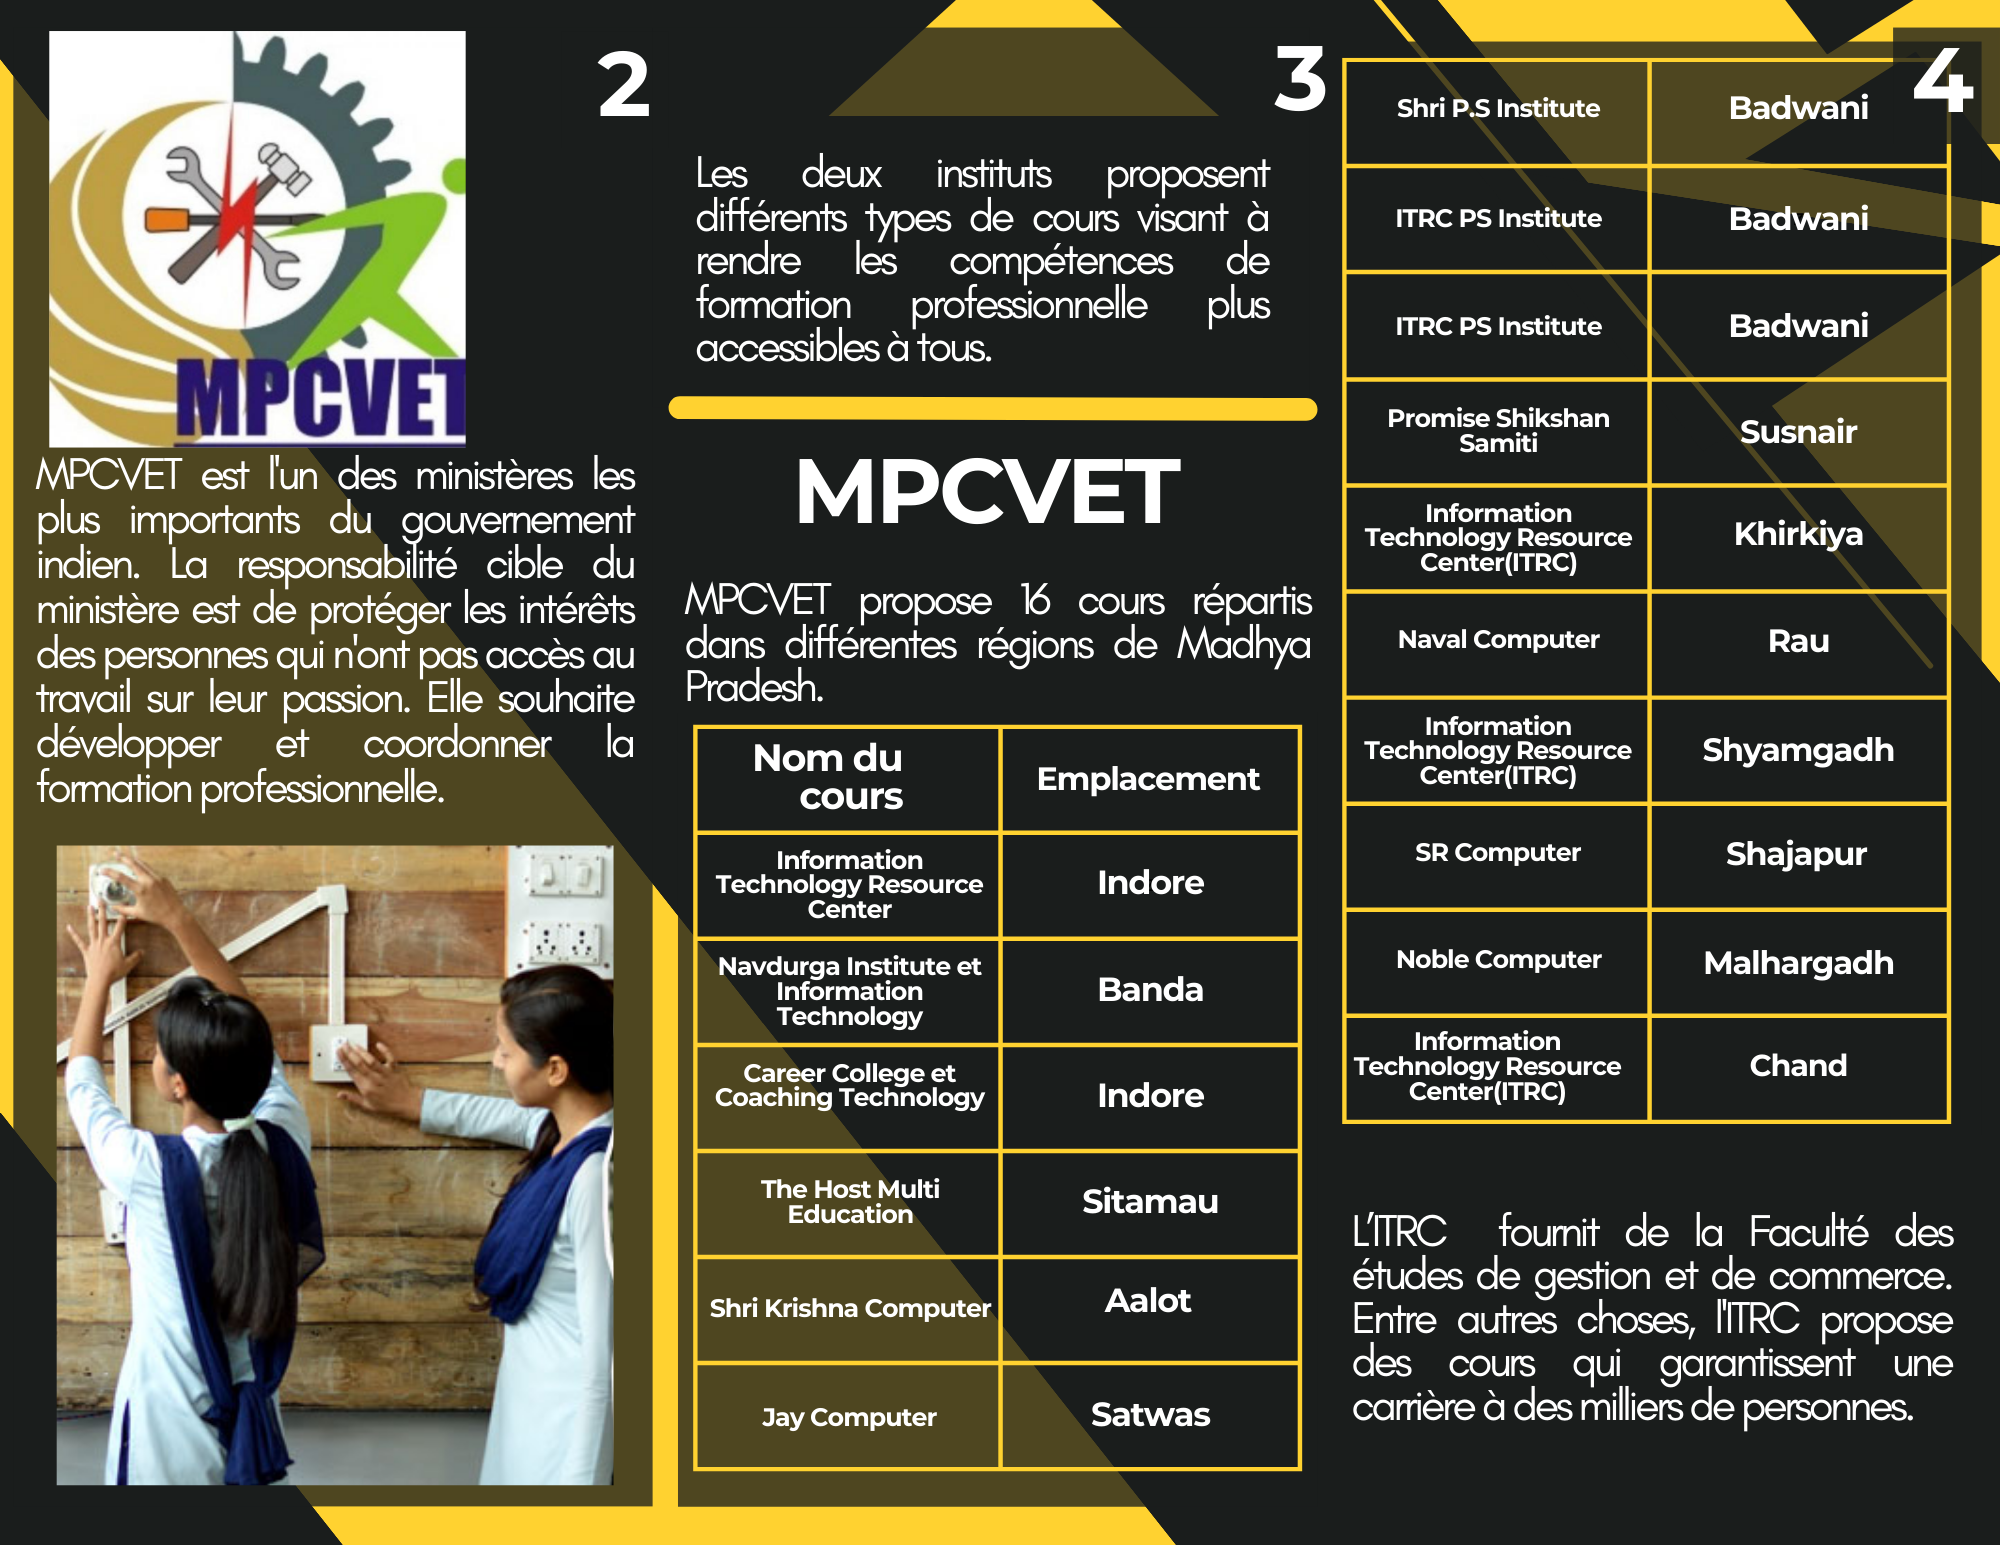 2
MPCVET
MPCVET est l'un des ministères les
plus importants du gouvernement
indien. La responsabilité cible du
ministère est de protéger les intérêts
des personnes qui n'ont pas accès au
travail sur leur passion. Elle souhaite
développer et coordonner la
formation professionnelle.
3
Les deux instituts proposent
différents types de cours visant à
rendre les compétences de
formation professionnelle plus
accessibles à tous.
MPCVET
MPCVET propose 16 cours répartis
dans différentes régions de Madhya
Pradesh.
Nom du
cours
Emplacement
Information
Technology Resource
Center
Indore
Navdurga Institute et
Information
Technology
Banda
Career College et
Coaching Technology
Indore
The Host Multi
Education
Sitamau
Shri Krishna Computer
Aalot
Jay Computer
Satwas
4
Shri P.S Institute
Badwani
ITRC PS Institute
Badwani
ITRC PS Institute
Badwani
Promise Shikshan
Samiti
Susnair
Information
Technology Resource
Center(ITRC)
Khirkiya
Naval Computer
Rau
Information
Technology Resource
Center(ITRC)
Shyamgadh
SR Computer
Shajapur
Noble Computer
Malhargadh
Information
Technology Resource
Center(ITRC)
Chand
L’ITRC fournit de la Faculté des
études de gestion et de commerce.
Entre autres choses, l'ITRC propose
des cours qui garantissent une
carrière à des milliers de personnes.